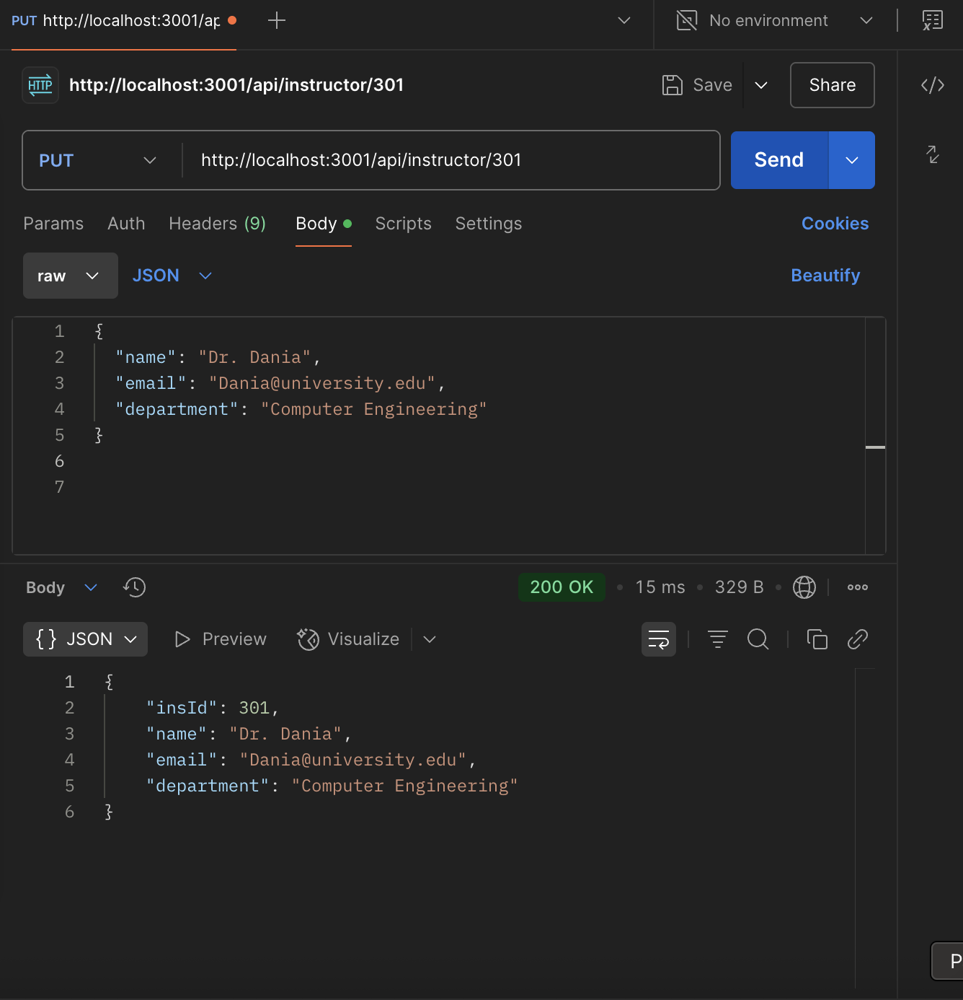 PUT http://localhost:3001/ap
No environment
HTTP http://localhost:3001/api/instructor/301
Save
Share
PUT http://localhost:3001/api/instructor/301
Send
Params Auth Headers (9) Body Scripts Settings Cookies
raw JSON Beautify
1 {
2 "name": "Dr. Dania",
3 "email": "Dania@university.edu",
4 "department": "Computer Engineering"
5 }
6
7
Body 200 OK • 15 ms • 329 B •
{ } JSON Preview Visualize
1 {
2 "insId": 301,
3 "name": "Dr. Dania",
4 "email": "Dania@university.edu",
5 "department": "Computer Engineering"
6 }
P